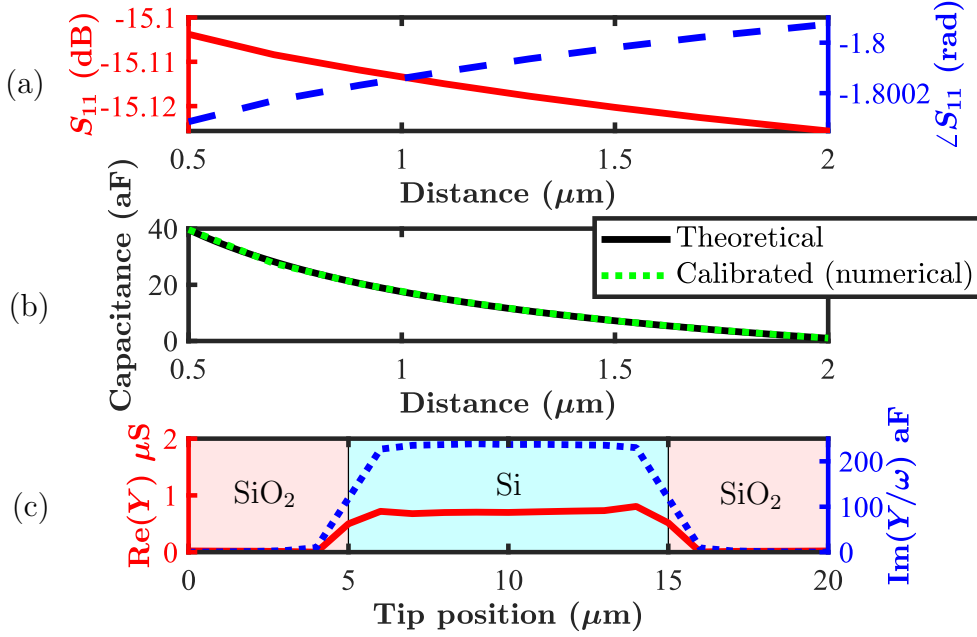 (a)
S11 (dB)
-15.1
-15.11
-15.12
-1.8
-1.8002
∠S11 (rad)
0.5 1 1.5 2
Distance (μm)
(b)
Capacitance (aF)
40
20
0
Theoretical
Calibrated (numerical)
0.5 1 1.5 2
Distance (μm)
(c)
Re(Y) μS
2
1
0
SiO2 Si SiO2
200
100
0
Im(Y/ω) aF
0 5 10 15 20
Tip position (μm)